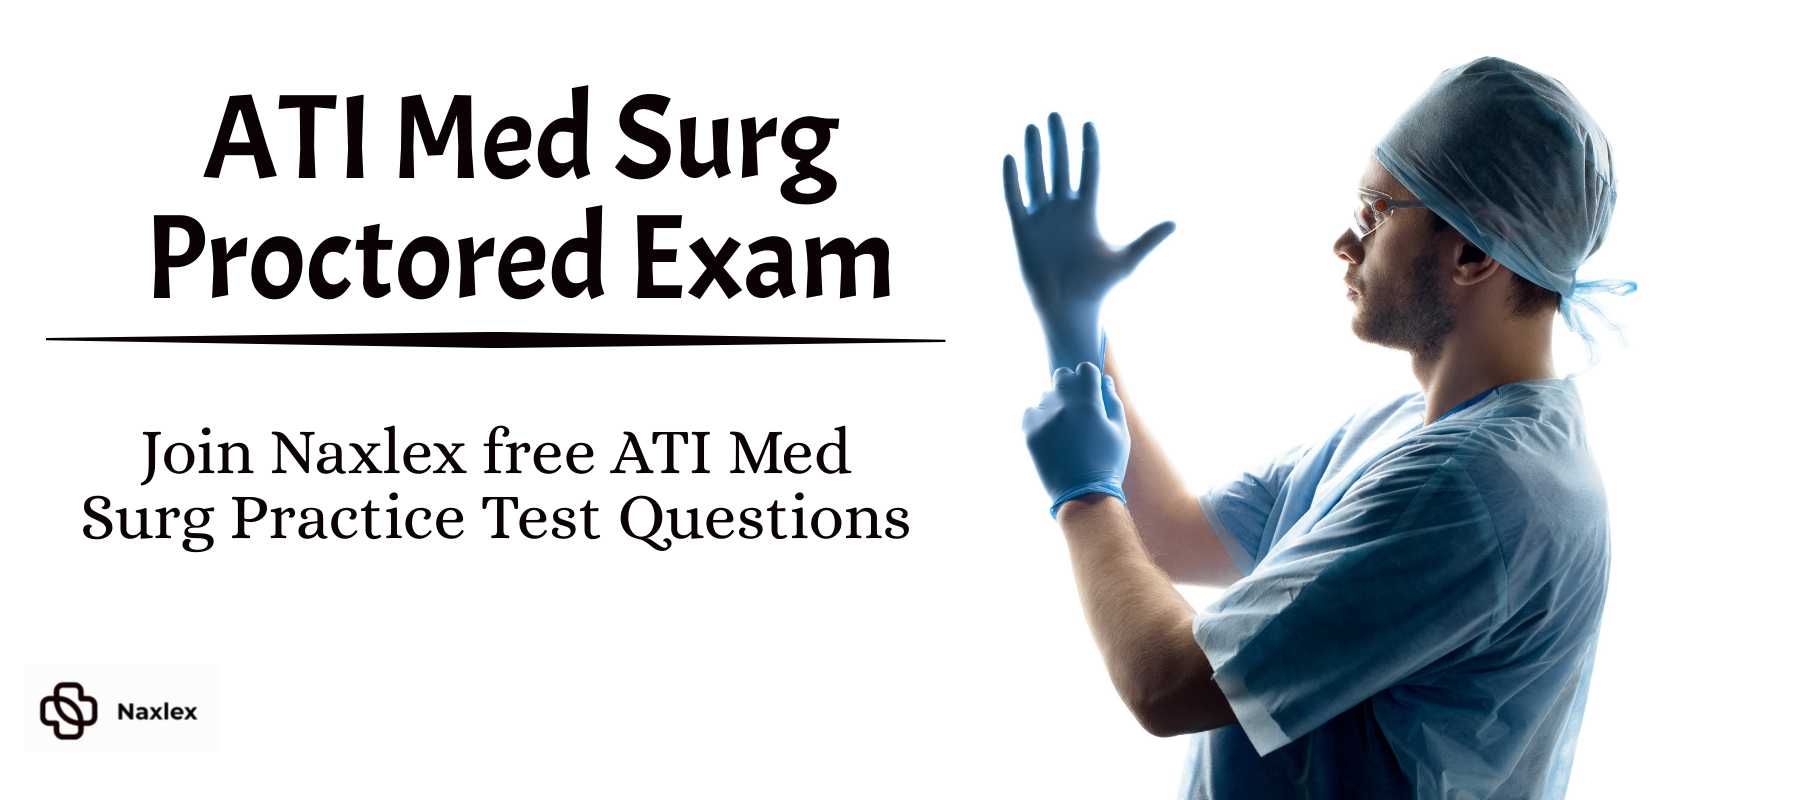 ATI Med Surg
Proctored Exam
Join Naxlex free ATI Med
Surg Practice Test Questions
Naxlex